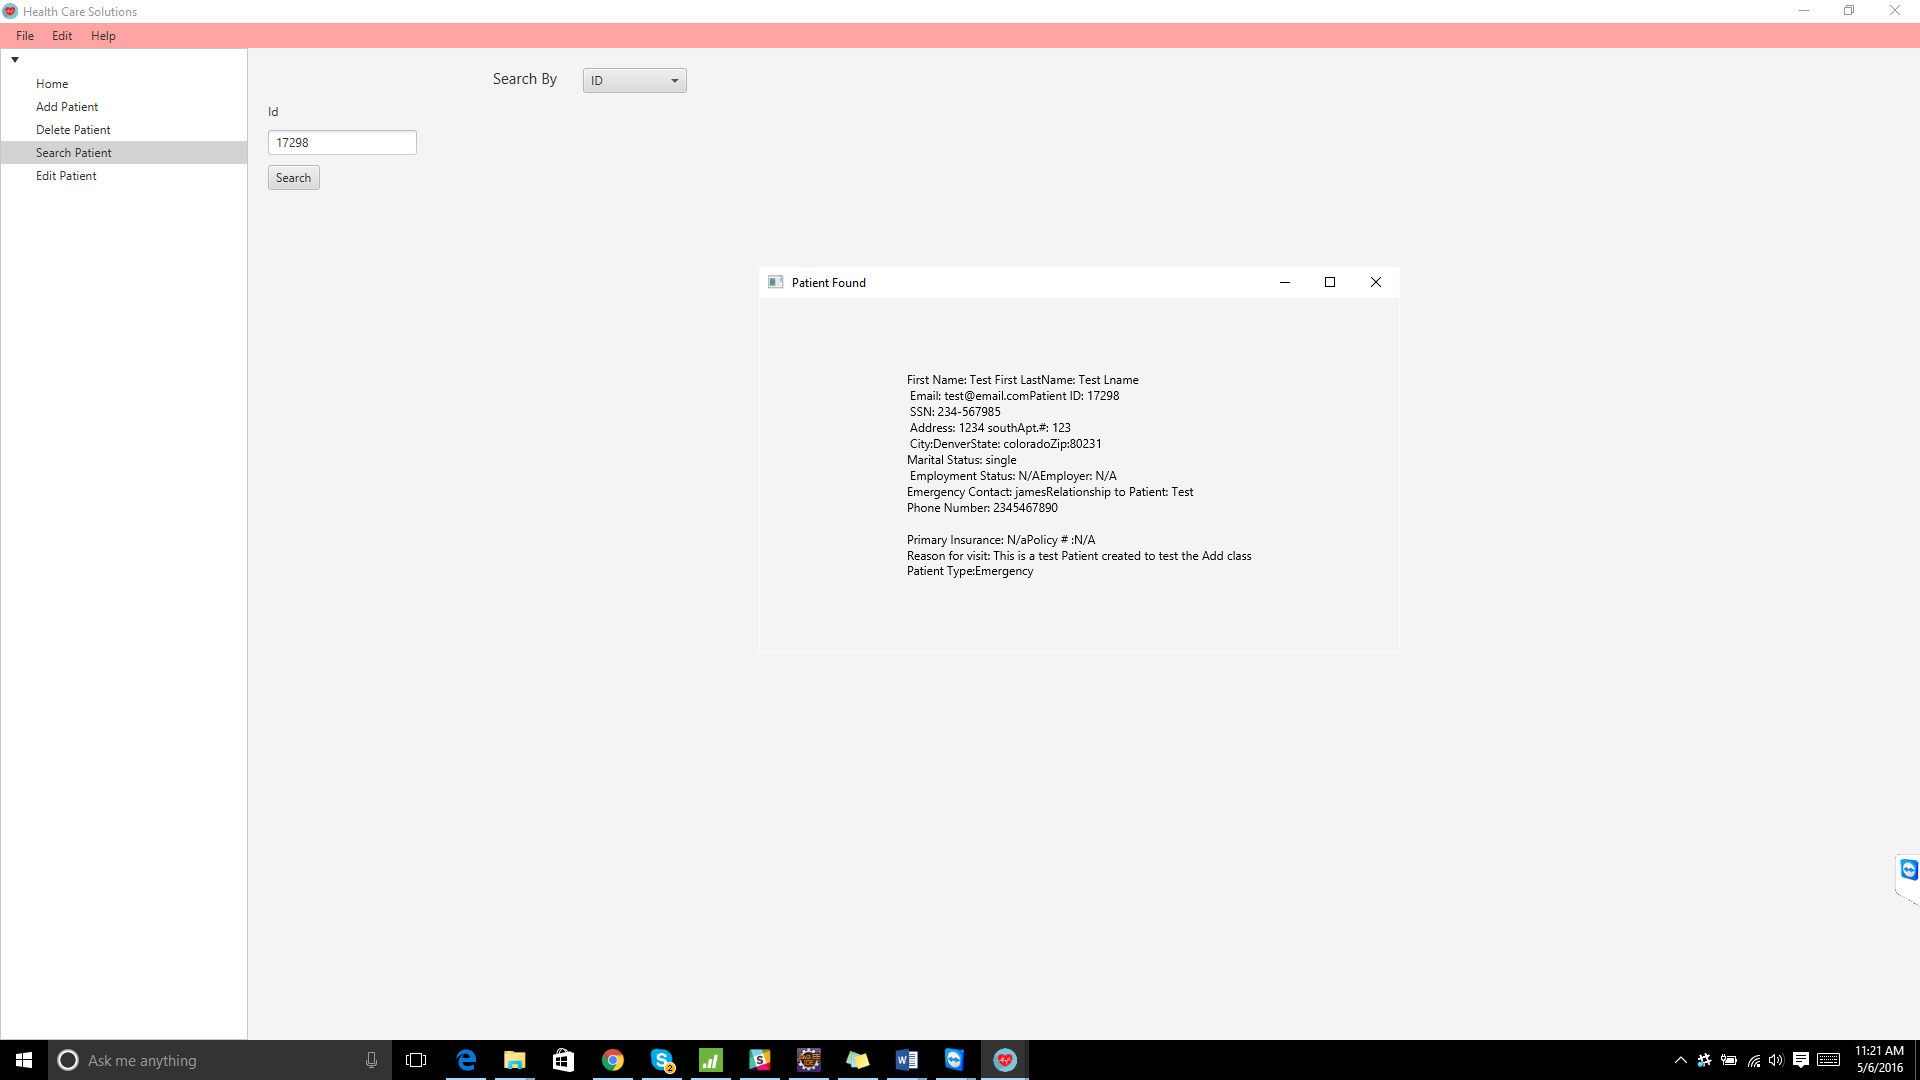 Health Care Solutions
File Edit Help
Home
Add Patient
Delete Patient
Search Patient
Edit Patient
Search By ID
Id
17298
Search
Patient Found
First Name: Test First LastName: Test Lname
Email: test@email.comPatient ID: 17298
SSN: 234-567985
Address: 1234 southApt.#: 123
City:DenverState: coloradoZip:80231
Marital Status: single
Employment Status: N/AEmployer: N/A
Emergency Contact: jamesRelationship to Patient: Test
Phone Number: 2345467890
Primary Insurance: N/aPolicy # :N/A
Reason for visit: This is a test Patient created to test the Add class
Patient Type:Emergency
Ask me anything
2
11:21 AM
5/6/2016